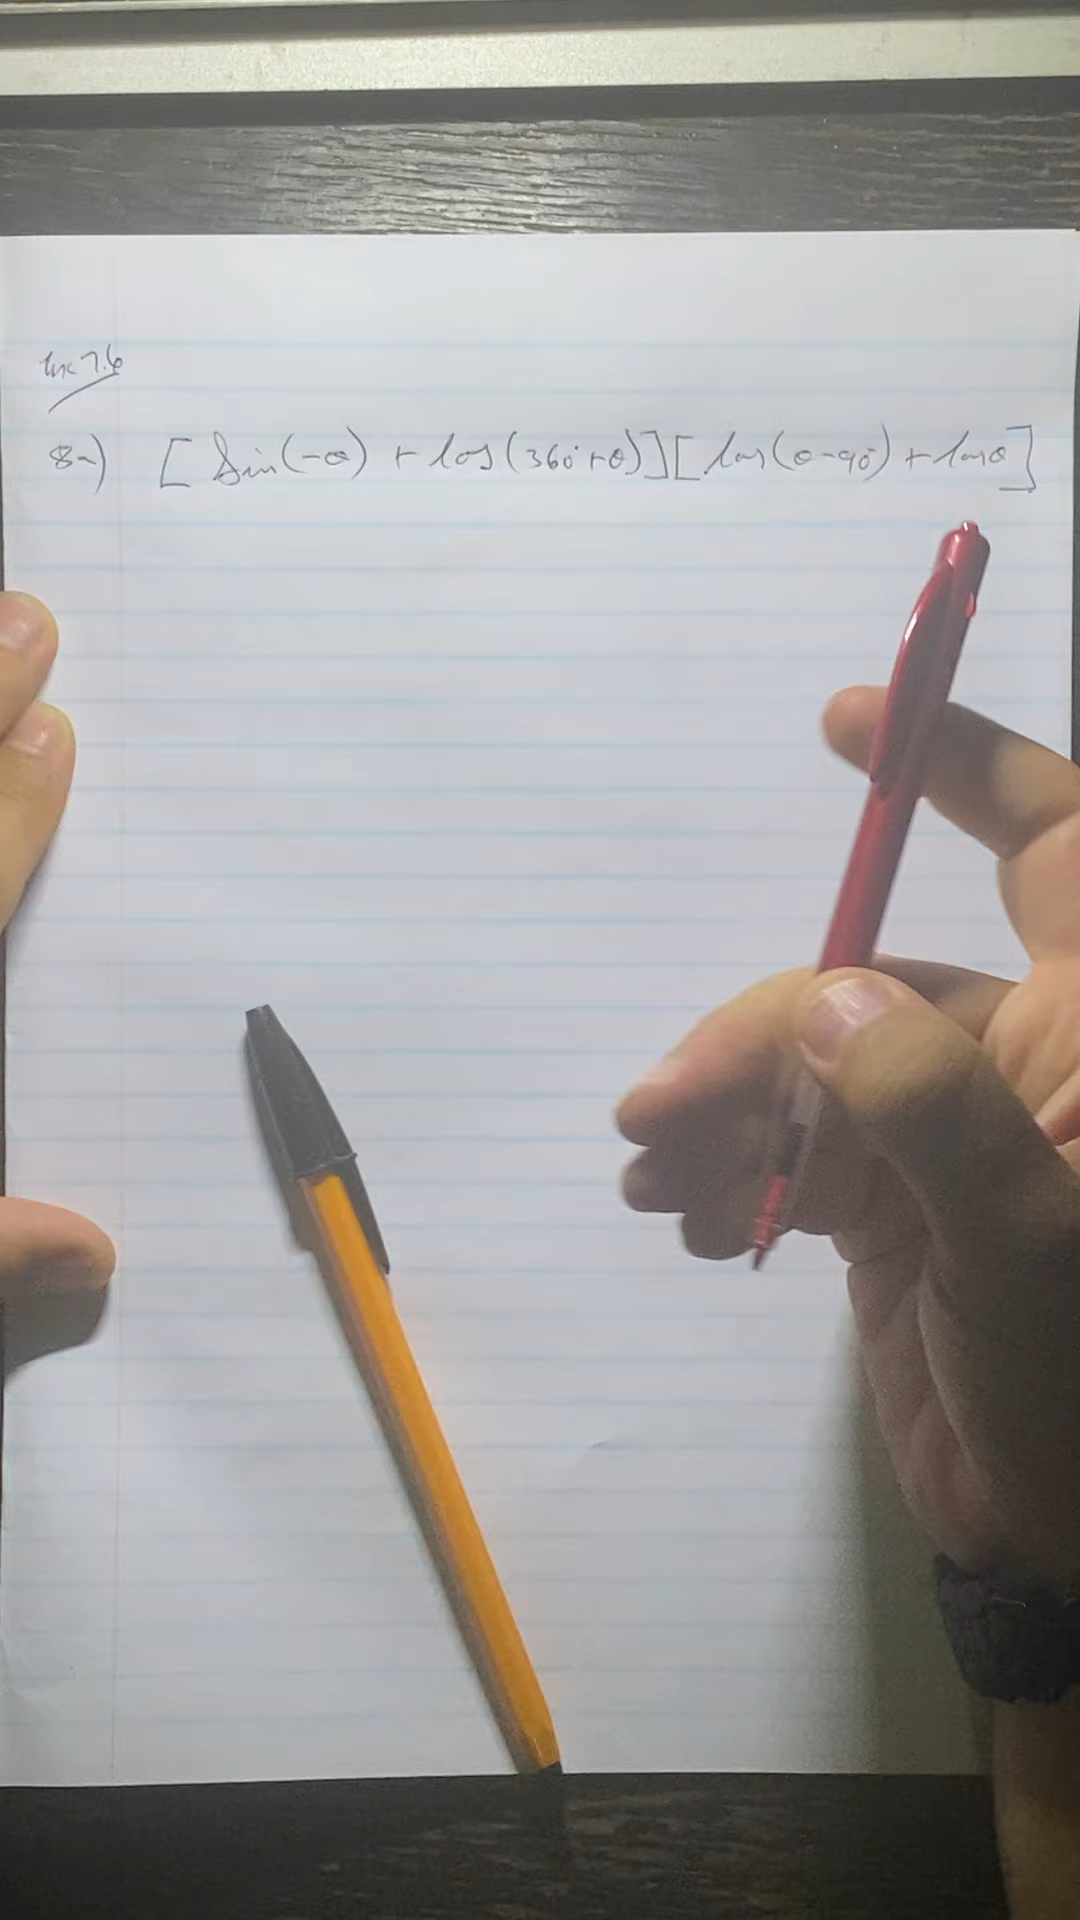 Ex 7.6
8a) [Sin(-θ) + Cos(360°+θ)][Cos(θ-90°) + Cosθ]